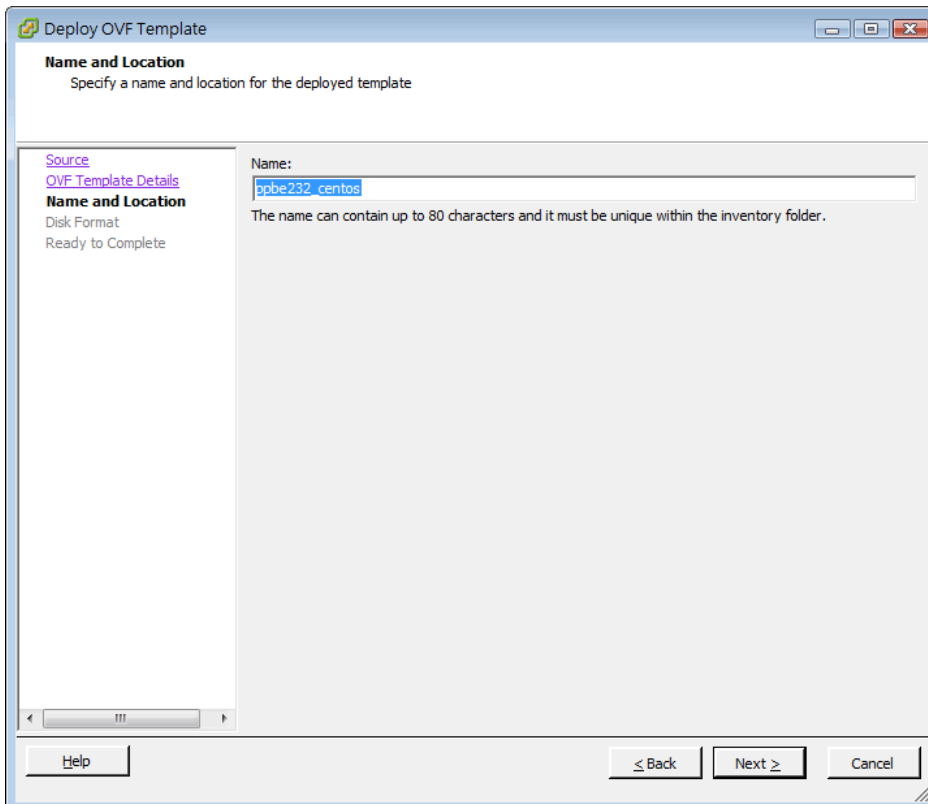 Deploy OVF Template
Name and Location
Specify a name and location for the deployed template
Source
OVF Template Details
Name and Location
Disk Format
Ready to Complete
Name:
ppbe232_centos
The name can contain up to 80 characters and it must be unique within the inventory folder.
Help
< Back
Next >
Cancel